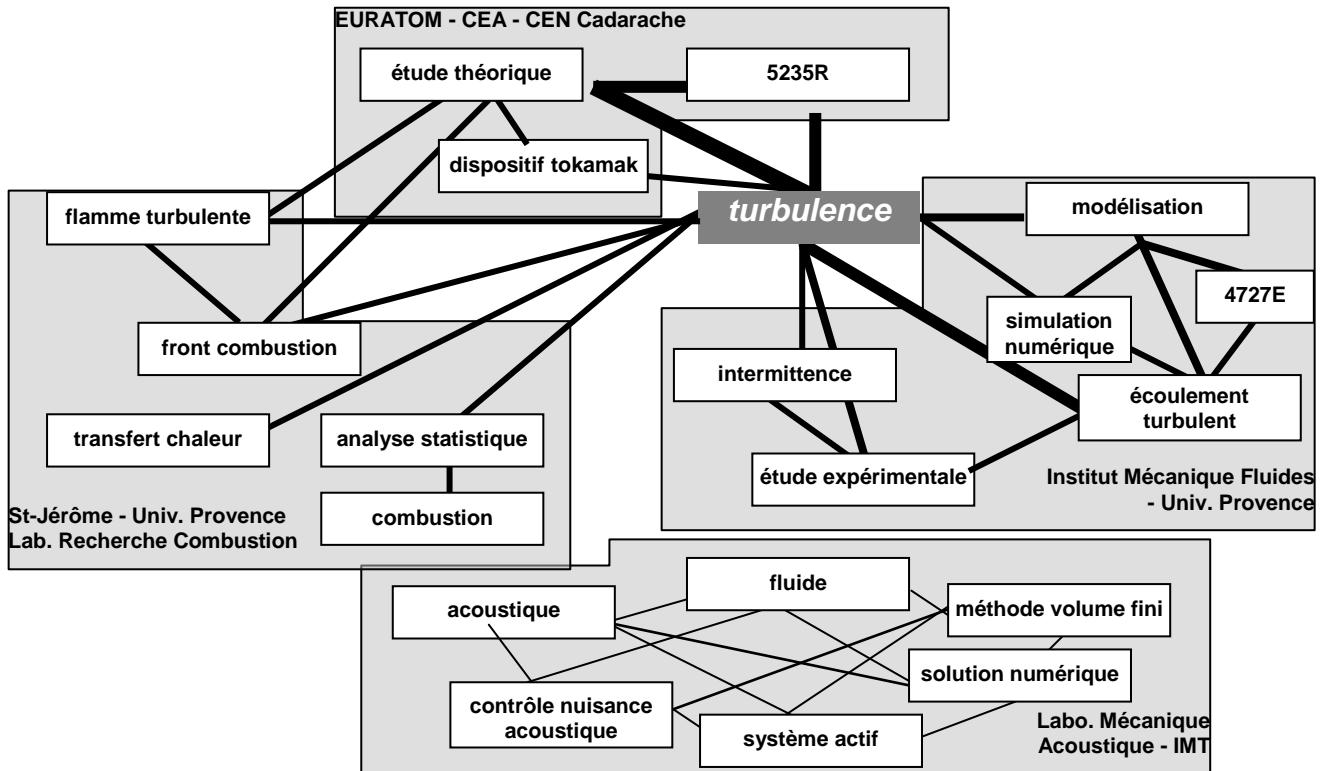 EURATOM - CEA - CEN Cadarache
étude théorique
5235R
dispositif tokamak
flamme turbulente
turbulence
modélisation
4727E
simulation
numérique
front combustion
intermittence
écoulement
turbulent
transfert chaleur
analyse statistique
étude expérimentale
Institut Mécanique Fluides
- Univ. Provence
combustion
St-Jérôme - Univ. Provence
Lab. Recherche Combustion
fluide
acoustique
méthode volume fini
solution numérique
contrôle nuisance
acoustique
système actif
Labo. Mécanique
Acoustique - IMT